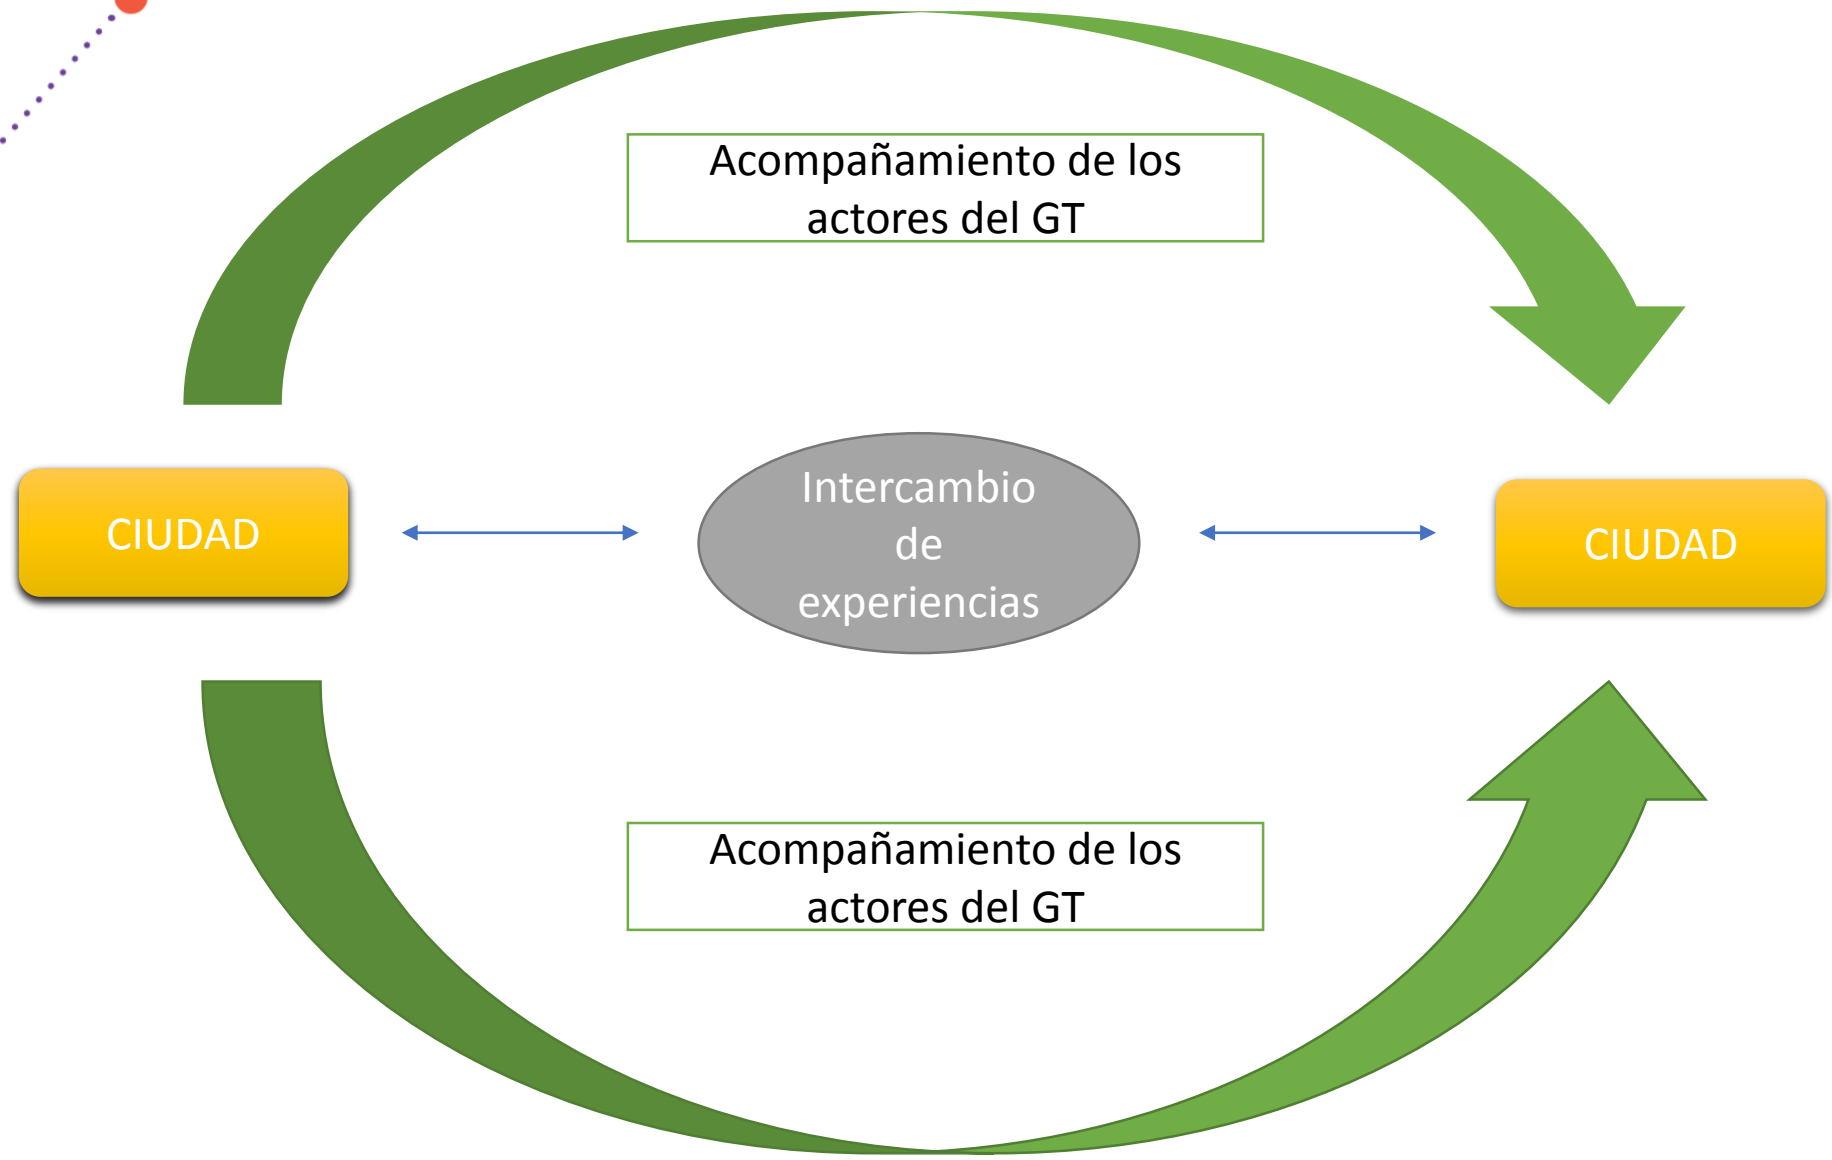 Acompañamiento de los
actores del GT
CIUDAD
Intercambio
de
experiencias
CIUDAD
Acompañamiento de los
actores del GT